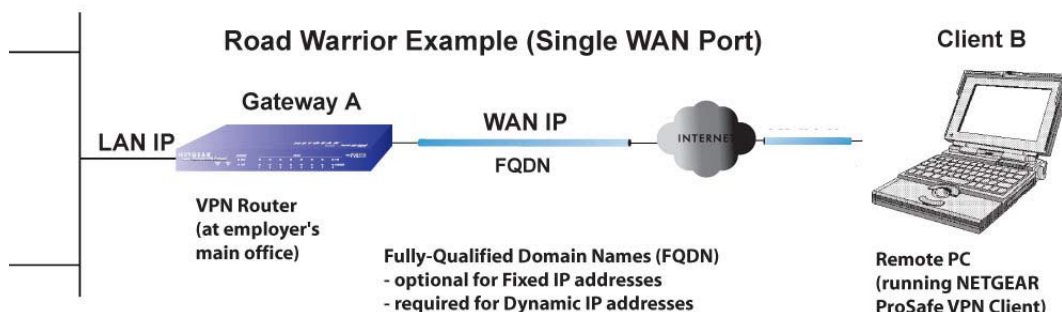 Road Warrior Example (Single WAN Port)
Client B
Gateway A
LAN IP
WAN IP
INTERNET
NETGEAR
FQDN
VPN Router
(at employer's
main office)
Fully-Qualified Domain Names (FQDN)
- optional for Fixed IP addresses
- required for Dynamic IP addresses
Remote PC
(running NETGEAR
ProSafe VPN Client)